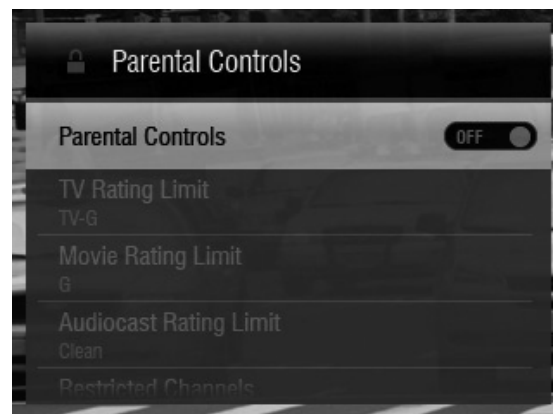 Parental Controls
Parental Controls OFF
TV Rating Limit
TV-G
Movie Rating Limit
G
Audiocast Rating Limit
Clean
Restricted Channels